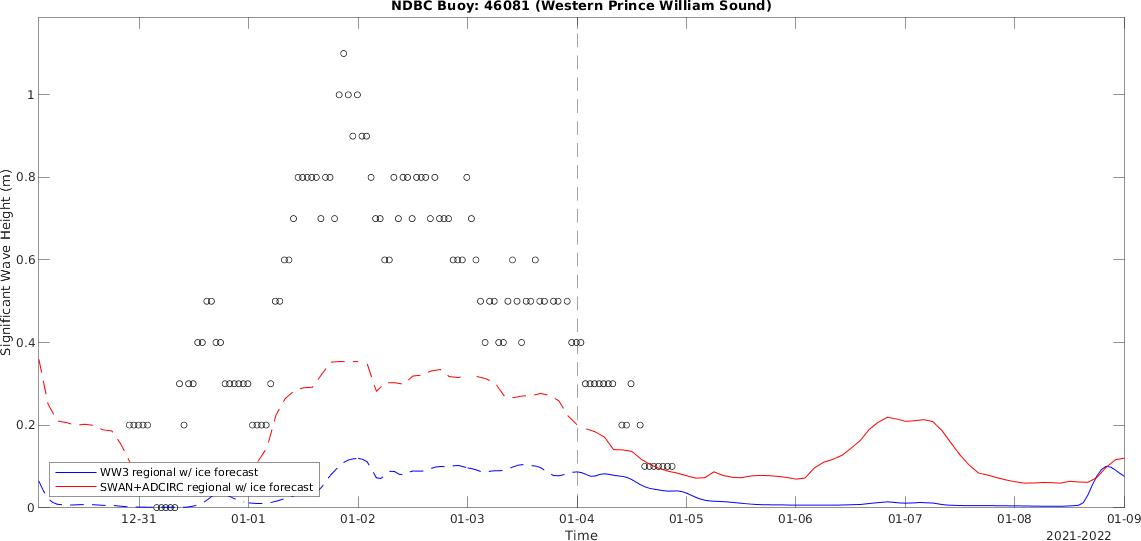 NDBC Buoy: 46081 (Western Prince William Sound)
Significant Wave Height (m)
1
0.8
0.6
0.4
0.2
0
WW3 regional w/ ice forecast
SWAN+ADCIRC regional w/ ice forecast
12-31 01-01 01-02 01-03 01-04 01-05 01-06 01-07 01-08 01-09
Time
2021-2022